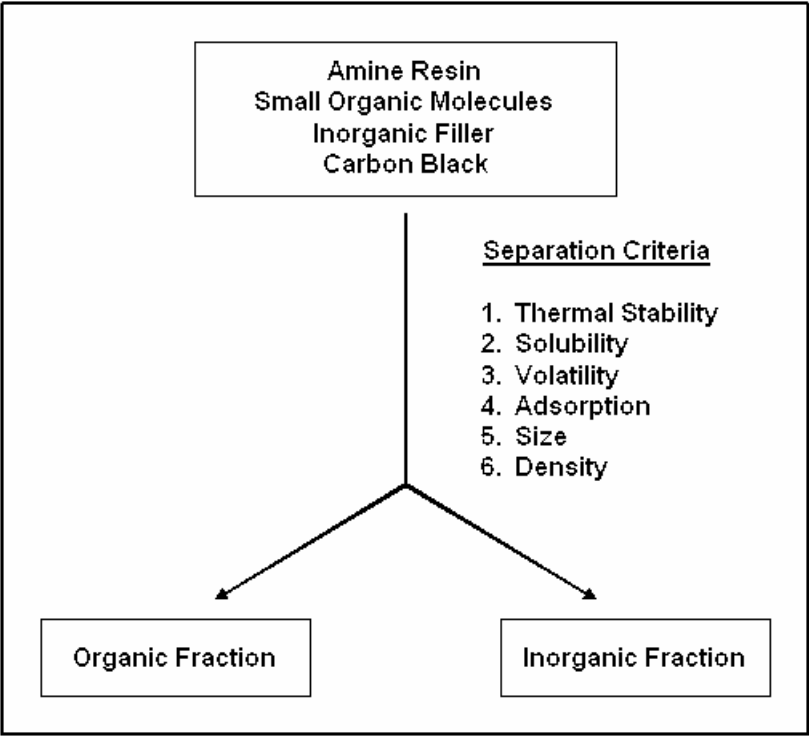 Amine Resin
Small Organic Molecules
Inorganic Filler
Carbon Black
Separation Criteria
1. Thermal Stability
2. Solubility
3. Volatility
4. Adsorption
5. Size
6. Density
Organic Fraction
Inorganic Fraction